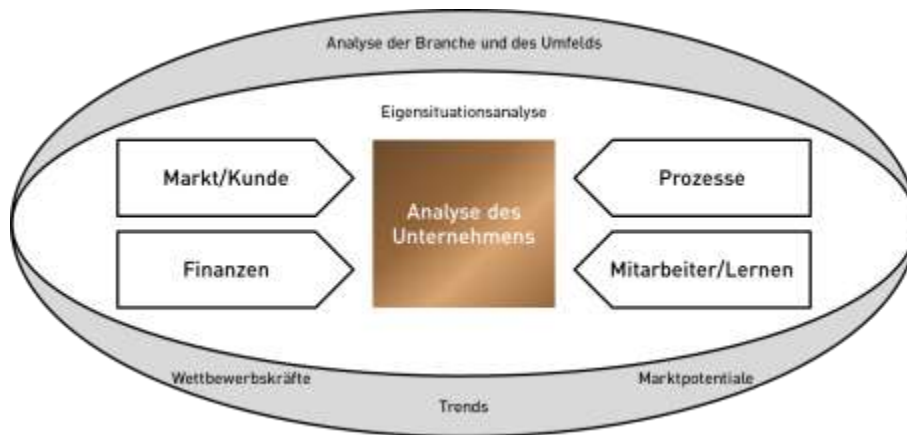 Analyse der Branche und des Umfelds
Eigensituationsanalyse
Markt/Kunde
Prozesse
Analyse des
Unternehmens
Finanzen
Mitarbeiter/Lernen
Wettbewerbskräfte
Marktpotentiale
Trends